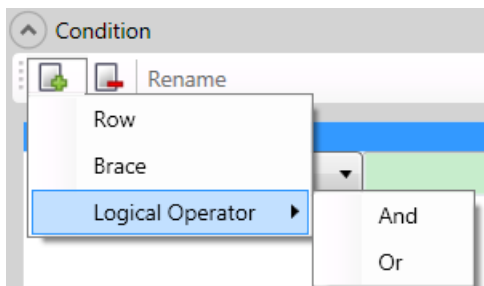 Condition
Rename
Row
Brace
Logical Operator
And
Or